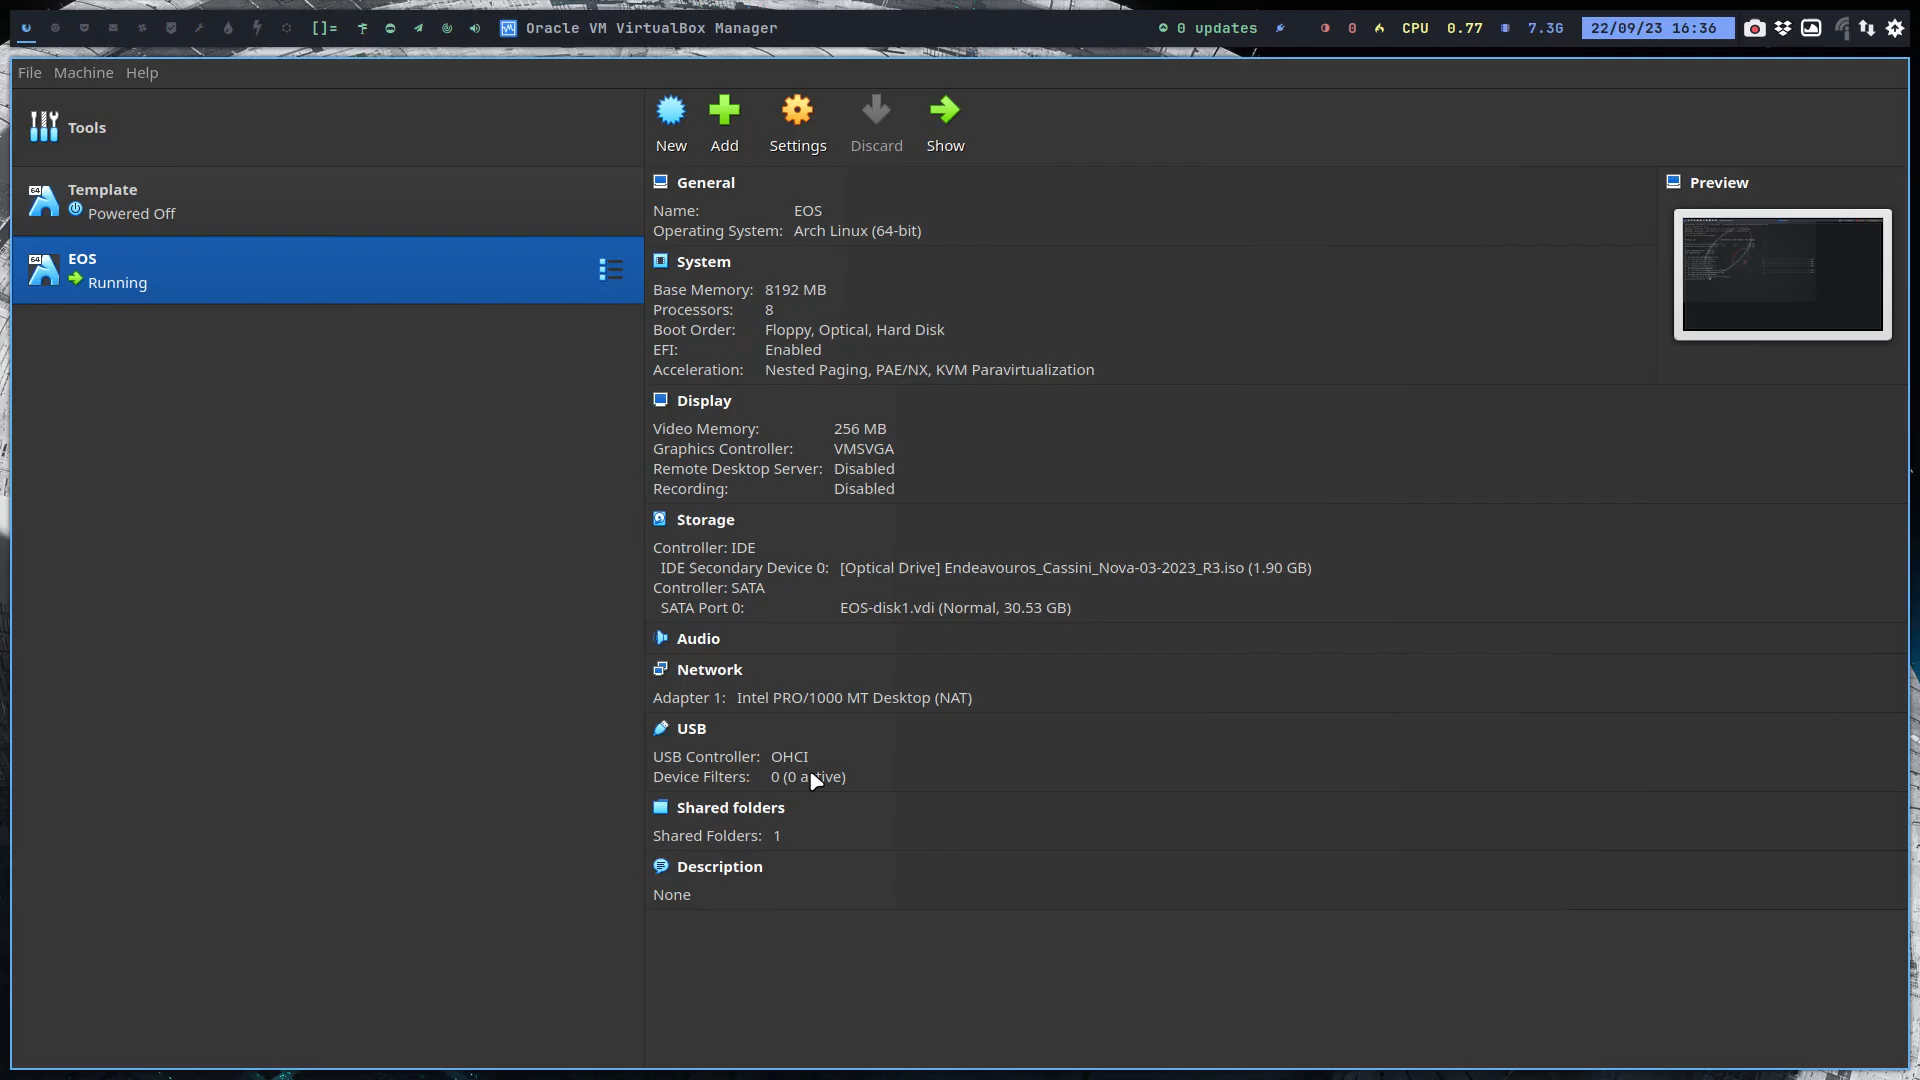 []= Oracle VM VirtualBox Manager 0 updates 0 CPU 0.77 7.3G 22/09/23 16:36
File Machine Help
Tools
Template
Powered Off
EOS
Running
New Add Settings Discard Show
General
Name: EOS
Operating System: Arch Linux (64-bit)
System
Base Memory: 8192 MB
Processors: 8
Boot Order: Floppy, Optical, Hard Disk
EFI: Enabled
Acceleration: Nested Paging, PAE/NX, KVM Paravirtualization
Preview
Display
Video Memory: 256 MB
Graphics Controller: VMSVGA
Remote Desktop Server: Disabled
Recording: Disabled
Storage
Controller: IDE
IDE Secondary Device 0: [Optical Drive] Endeavouros_Cassini_Nova-03-2023_R3.iso (1.90 GB)
Controller: SATA
SATA Port 0: EOS-disk1.vdi (Normal, 30.53 GB)
Audio
Network
Adapter 1: Intel PRO/1000 MT Desktop (NAT)
USB
USB Controller: OHCI
Device Filters: 0 (0 active)
Shared folders
Shared Folders: 1
Description
None